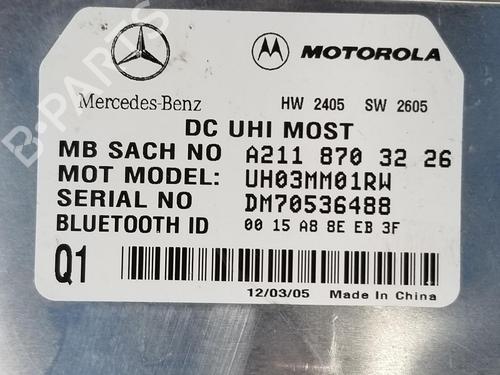 MOTOROLA
Mercedes-Benz HW 2405 SW 2605
DC UHI MOST
MB SACH NO A211 870 32 26
MOT MODEL: UH03MM01RW
SERIAL NO DM70536488
BLUETOOTH ID 00 15 A8 8E EB 3F
Q1
12/03/05 Made In China
B-PARTS